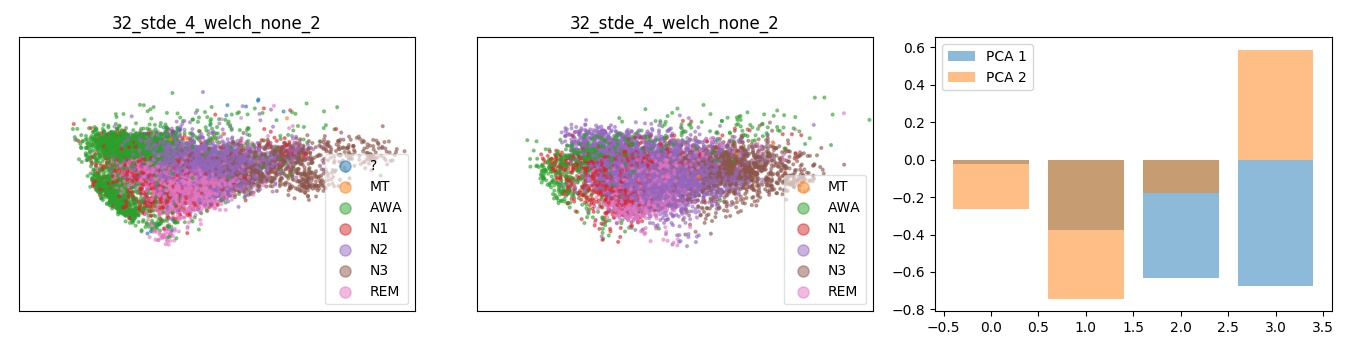 32_stde_4_welch_none_2
?
MT
AWA
N1
N2
N3
REM
32_stde_4_welch_none_2
MT
AWA
N1
N2
N3
REM
PCA 1
PCA 2
0.6
0.4
0.2
0.0
−0.2
−0.4
−0.6
−0.8
−0.5 0.0 0.5 1.0 1.5 2.0 2.5 3.0 3.5